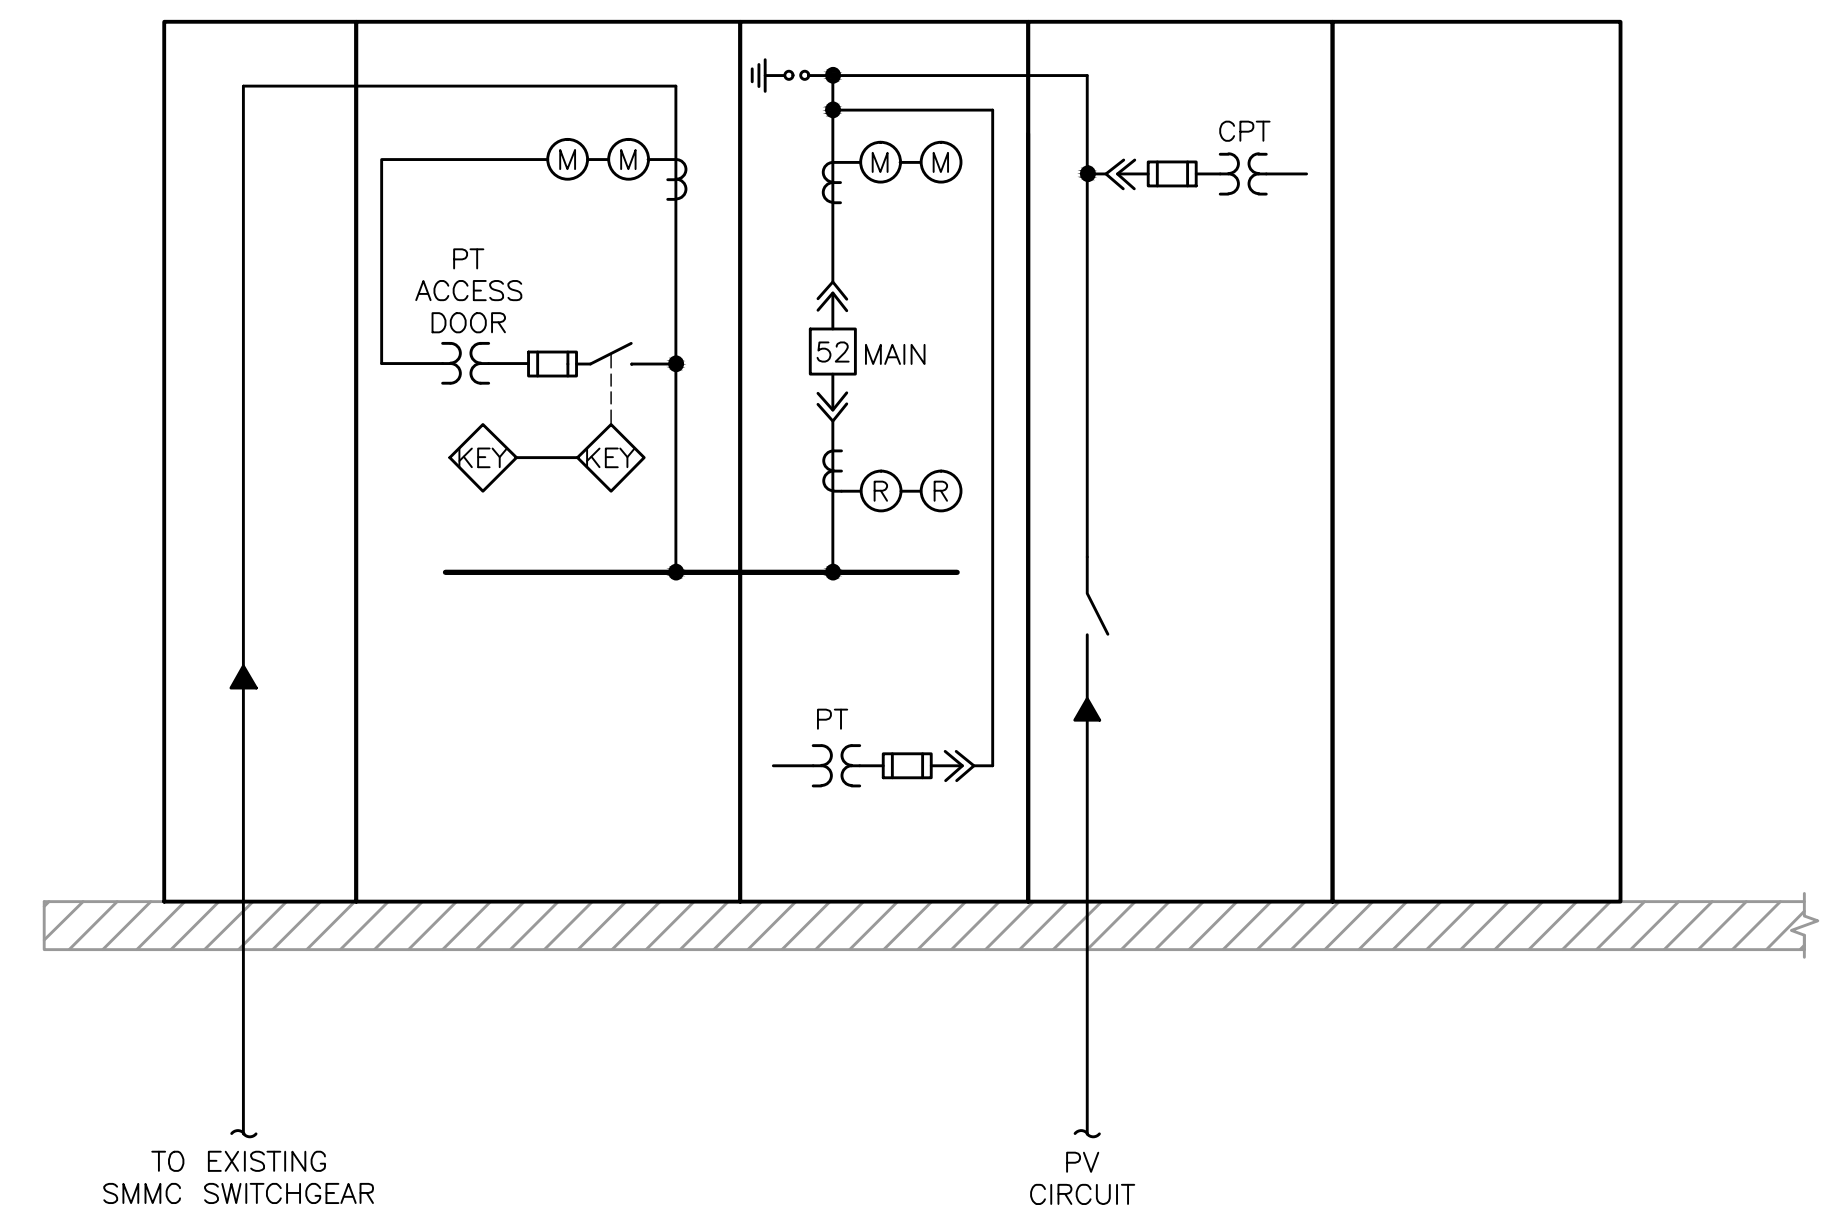 CPT
M M
M M
PT
ACCESS
DOOR
52 MAIN
KEY KEY
R R
PT
TO EXISTING
SMMC SWITCHGEAR
PV
CIRCUIT